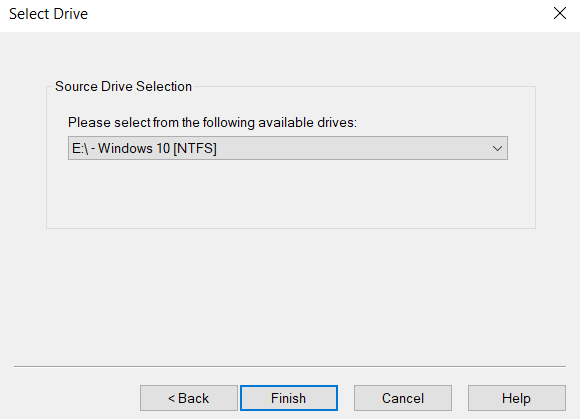 Select Drive
Source Drive Selection
Please select from the following available drives:
E:\ - Windows 10 [NTFS]
< Back
Finish
Cancel
Help